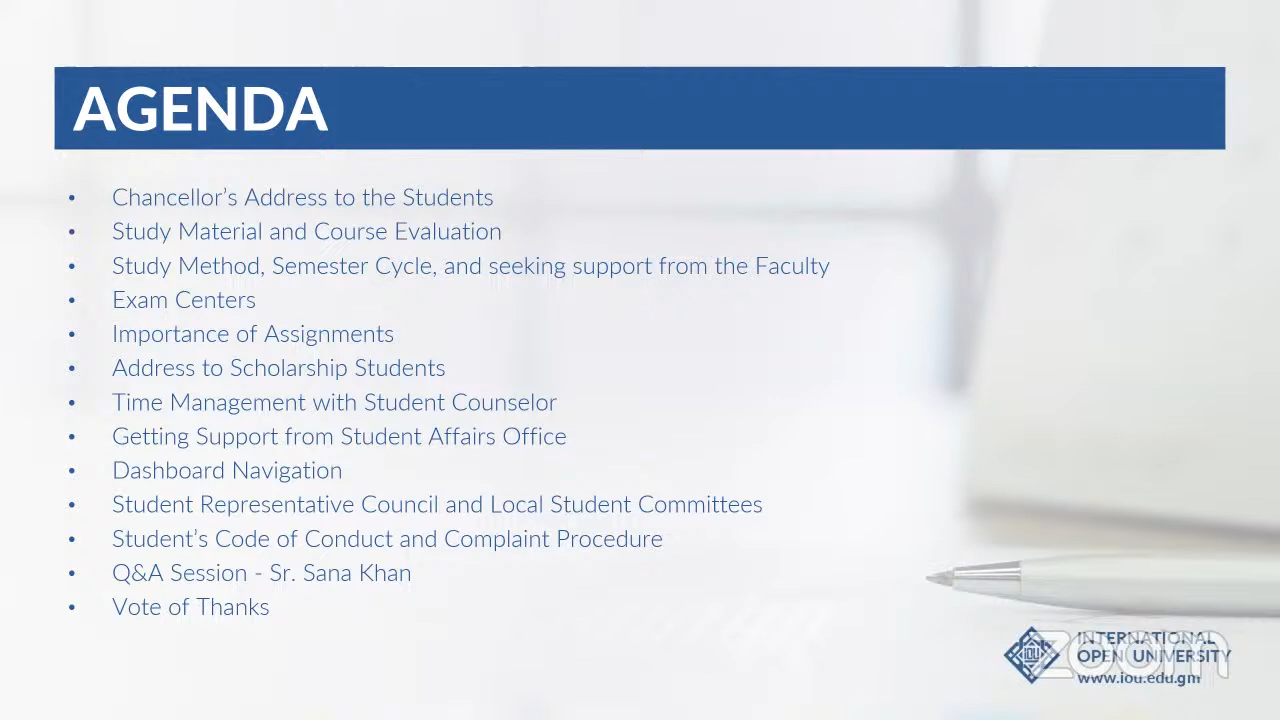 AGENDA
• Chancellor’s Address to the Students
• Study Material and Course Evaluation
• Study Method, Semester Cycle, and seeking support from the Faculty
• Exam Centers
• Importance of Assignments
• Address to Scholarship Students
• Time Management with Student Counselor
• Getting Support from Student Affairs Office
• Dashboard Navigation
• Student Representative Council and Local Student Committees
• Student’s Code of Conduct and Complaint Procedure
• Q&A Session - Sr. Sana Khan
• Vote of Thanks
IOU
INTERNATIONAL
OPEN UNIVERSITY
www.iou.edu.gm
zoom